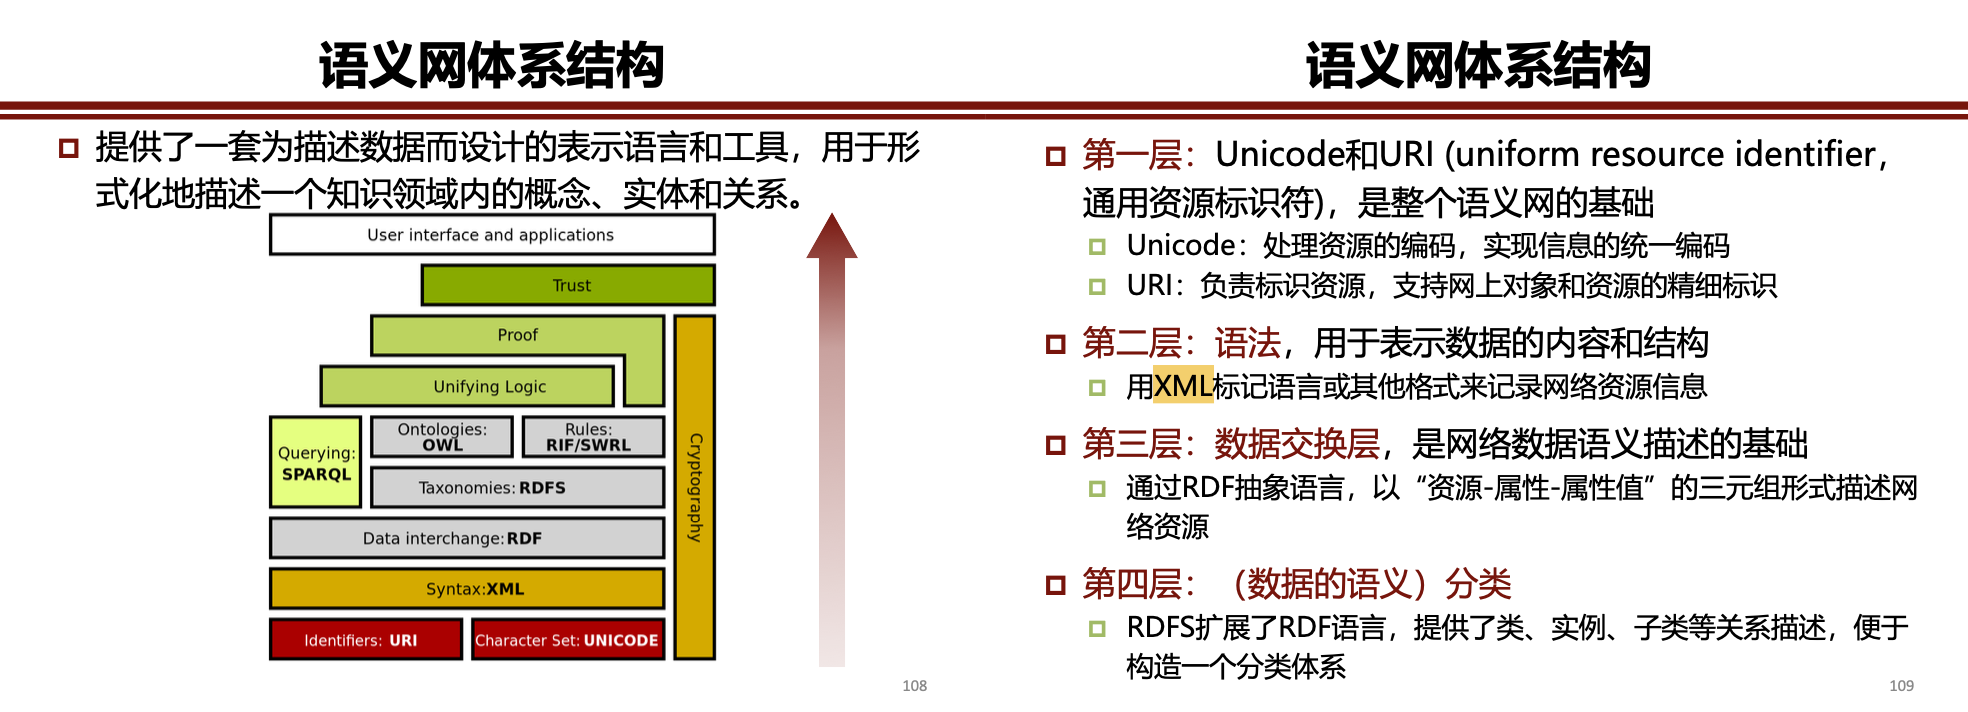 语义网体系结构
提供了一套为描述数据而设计的表示语言和工具，用于形
式化地描述一个知识领域内的概念、实体和关系。
User interface and applications
Trust
Proof
Unifying Logic
Querying:
SPARQL
Ontologies:
OWL
Rules:
RIF/SWRL
Taxonomies: RDFS
Data interchange: RDF
Syntax:XML
Identifiers: URI
Character Set: UNICODE
Cryptography
108
语义网体系结构
第一层：Unicode和URI (uniform resource identifier，
通用资源标识符)，是整个语义网的基础
Unicode：处理资源的编码，实现信息的统一编码
URI：负责标识资源，支持网上对象和资源的精细标识
第二层：语法，用于表示数据的内容和结构
用XML标记语言或其他格式来记录网络资源信息
第三层：数据交换层，是网络数据语义描述的基础
通过RDF抽象语言，以“资源-属性-属性值”的三元组形式描述网
络资源
第四层：（数据的语义）分类
RDFS扩展了RDF语言，提供了类、实例、子类等关系描述，便于
构造一个分类体系
109